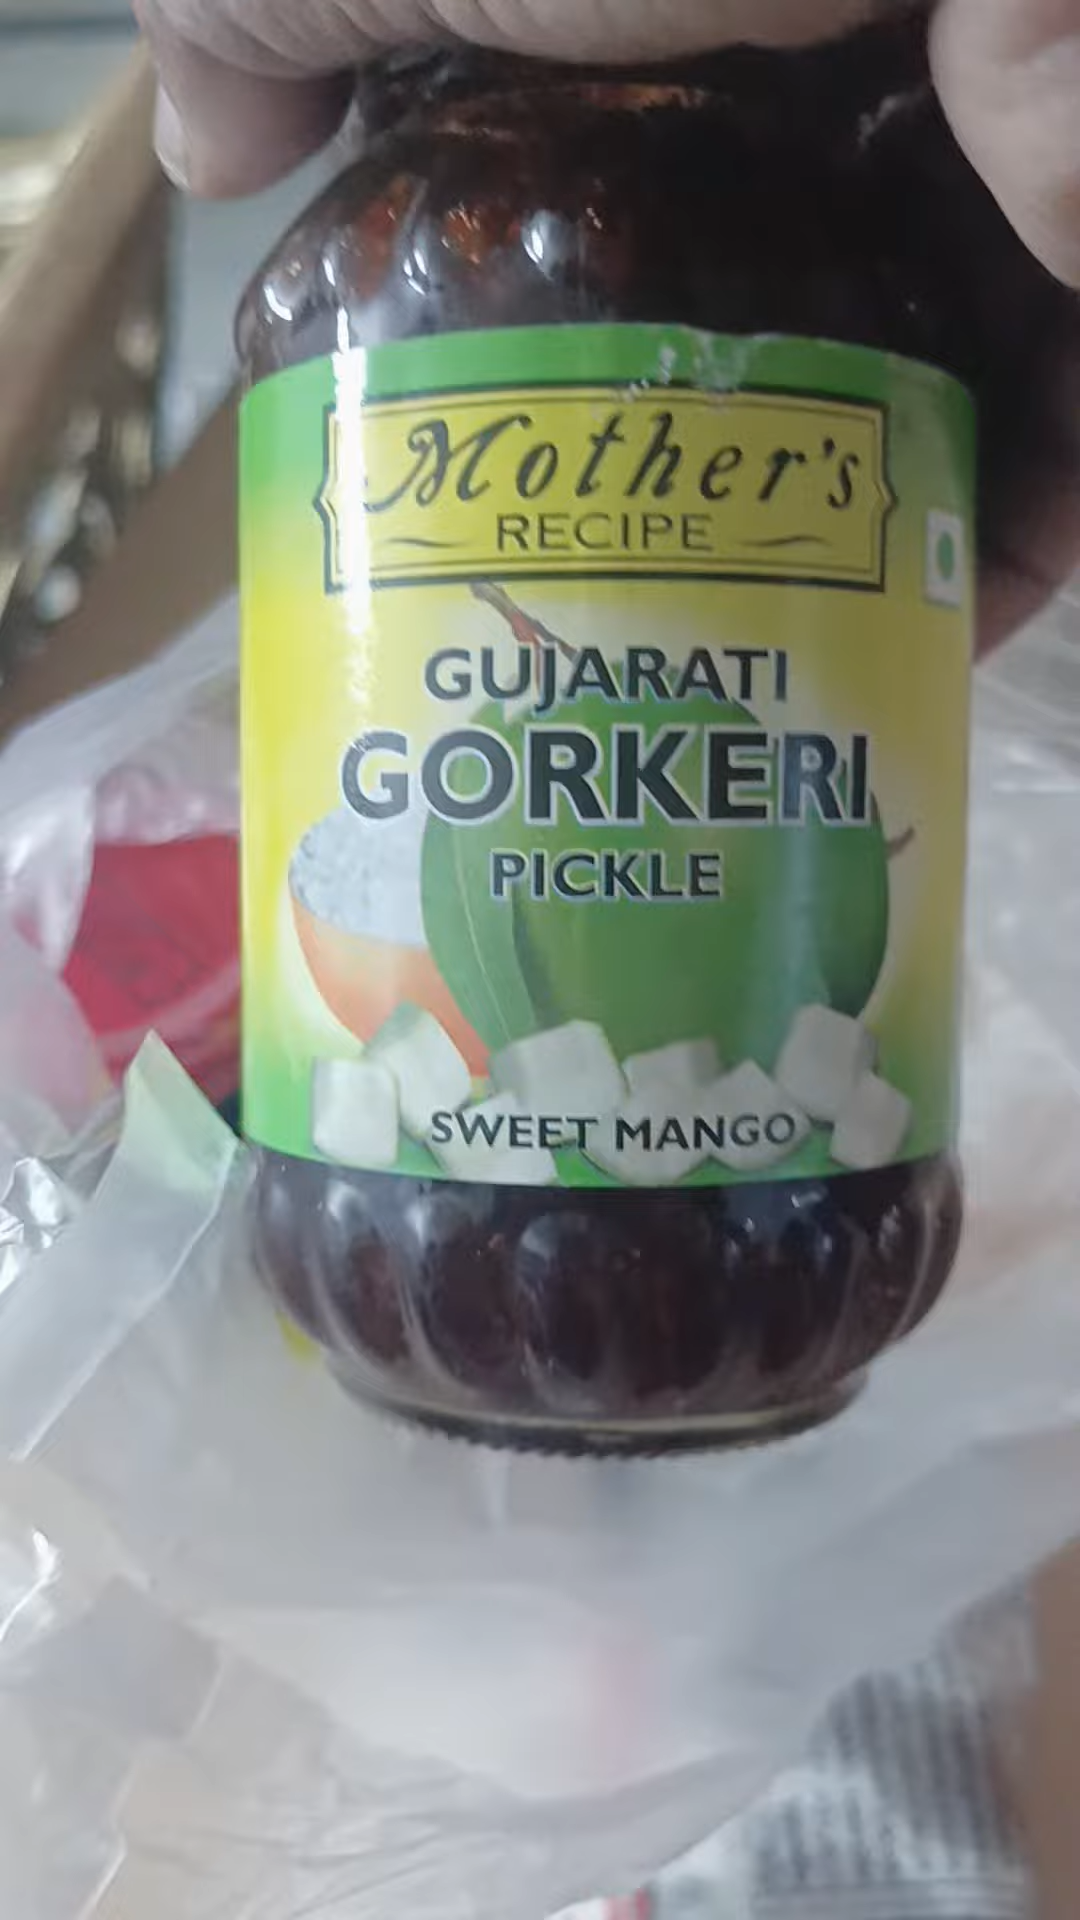 Mother's
RECIPE
GUJARATI
GORKERI
PICKLE
SWEET MANGO